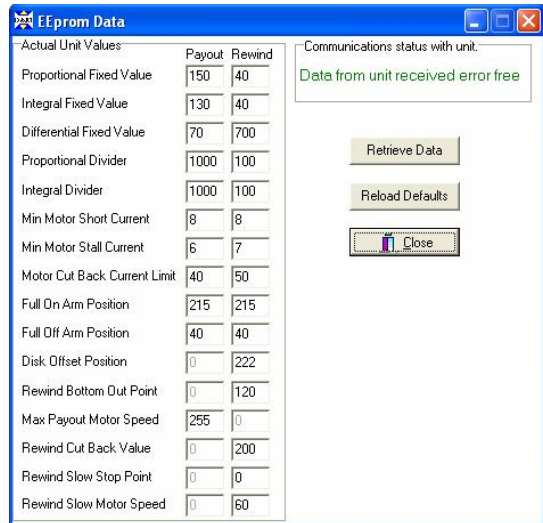 EEprom Data
Actual Unit Values
Payout Rewind
Proportional Fixed Value 150 40
Integral Fixed Value 130 40
Differential Fixed Value 70 700
Proportional Divider 1000 100
Integral Divider 1000 100
Min Motor Short Current 8 8
Min Motor Stall Current 6 7
Motor Cut Back Current Limit 40 50
Full On Arm Position 215 215
Full Off Arm Position 40 40
Disk Offset Position 0 222
Rewind Bottom Out Point 0 120
Max Payout Motor Speed 255 0
Rewind Cut Back Value 0 200
Rewind Slow Stop Point 0 0
Rewind Slow Motor Speed 0 60
Communications status with unit.
Data from unit received error free
Retrieve Data
Reload Defaults
Close